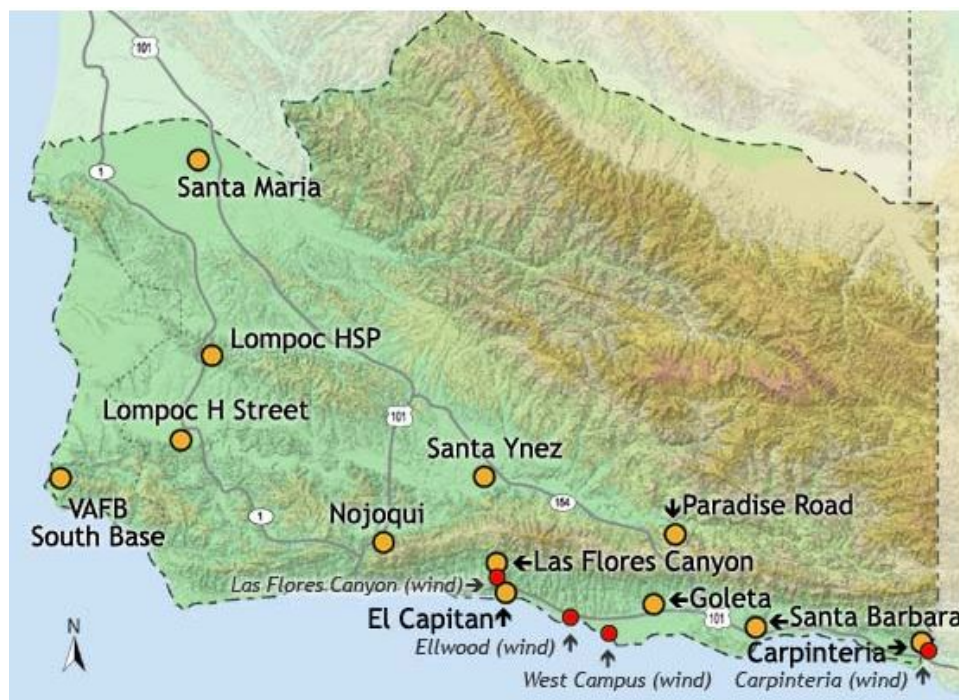 101
1
Santa Maria
Lompoc HSP
Lompoc H Street
101
Santa Ynez
VAFB
South Base
1
Nojoqui
154
Paradise Road
Las Flores Canyon
Las Flores Canyon (wind)
El Capitan
Goleta
101
Santa Barbara
Ellwood (wind)
Carpinteria
West Campus (wind)
Carpinteria (wind)
N